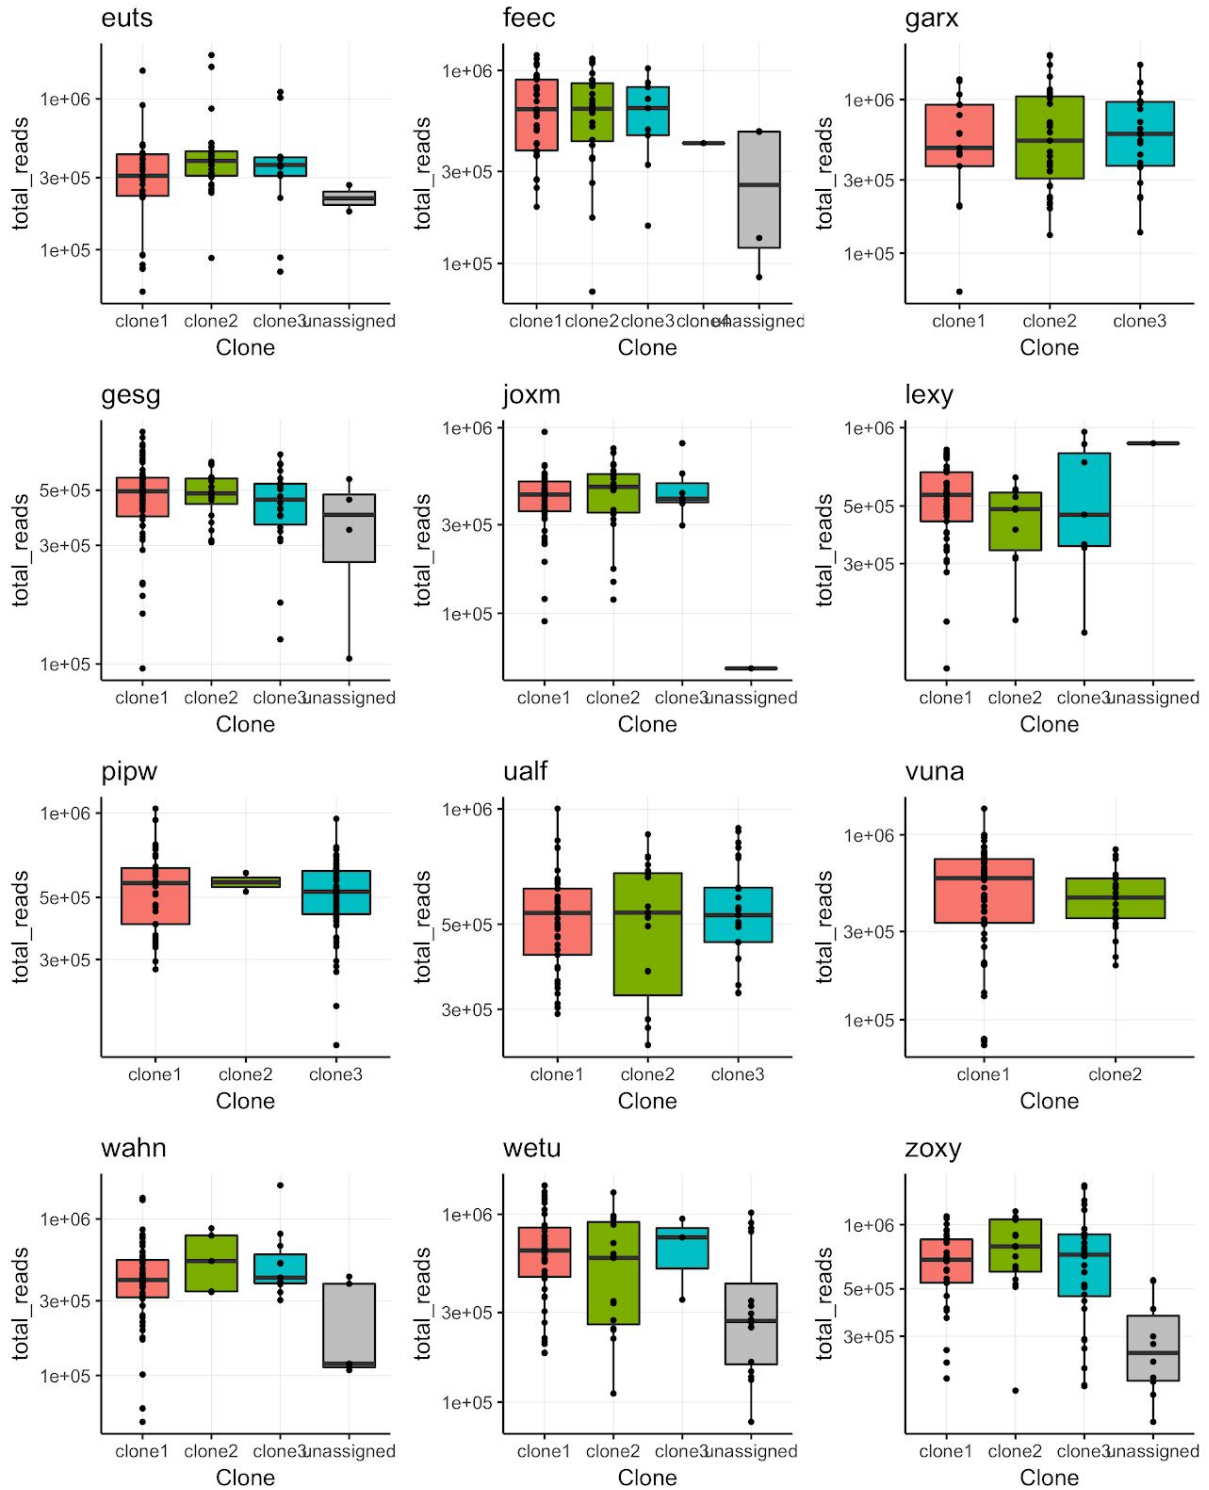 euts
total_reads
1e+06
3e+05
1e+05
clone1 clone2 clone3 unassigned
Clone
feec
total_reads
1e+06
3e+05
1e+05
clone1 clone2 clone3 clone4 unassigned
Clone
garx
total_reads
1e+06
3e+05
1e+05
clone1 clone2 clone3
Clone
gesg
total_reads
5e+05
3e+05
1e+05
clone1 clone2 clone3 unassigned
Clone
joxm
total_reads
1e+06
3e+05
1e+05
clone1 clone2 clone3 unassigned
Clone
lexy
total_reads
1e+06
5e+05
3e+05
clone1 clone2 clone3 unassigned
Clone
pipw
total_reads
1e+06
5e+05
3e+05
clone1 clone2 clone3
Clone
ualf
total_reads
1e+06
5e+05
3e+05
clone1 clone2 clone3
Clone
vuna
total_reads
1e+06
3e+05
1e+05
clone1 clone2
Clone
wahn
total_reads
1e+06
3e+05
1e+05
clone1 clone2 clone3 unassigned
Clone
wetu
total_reads
1e+06
3e+05
1e+05
clone1 clone2 clone3 unassigned
Clone
zoxy
total_reads
1e+06
5e+05
3e+05
clone1 clone2 clone3 unassigned
Clone